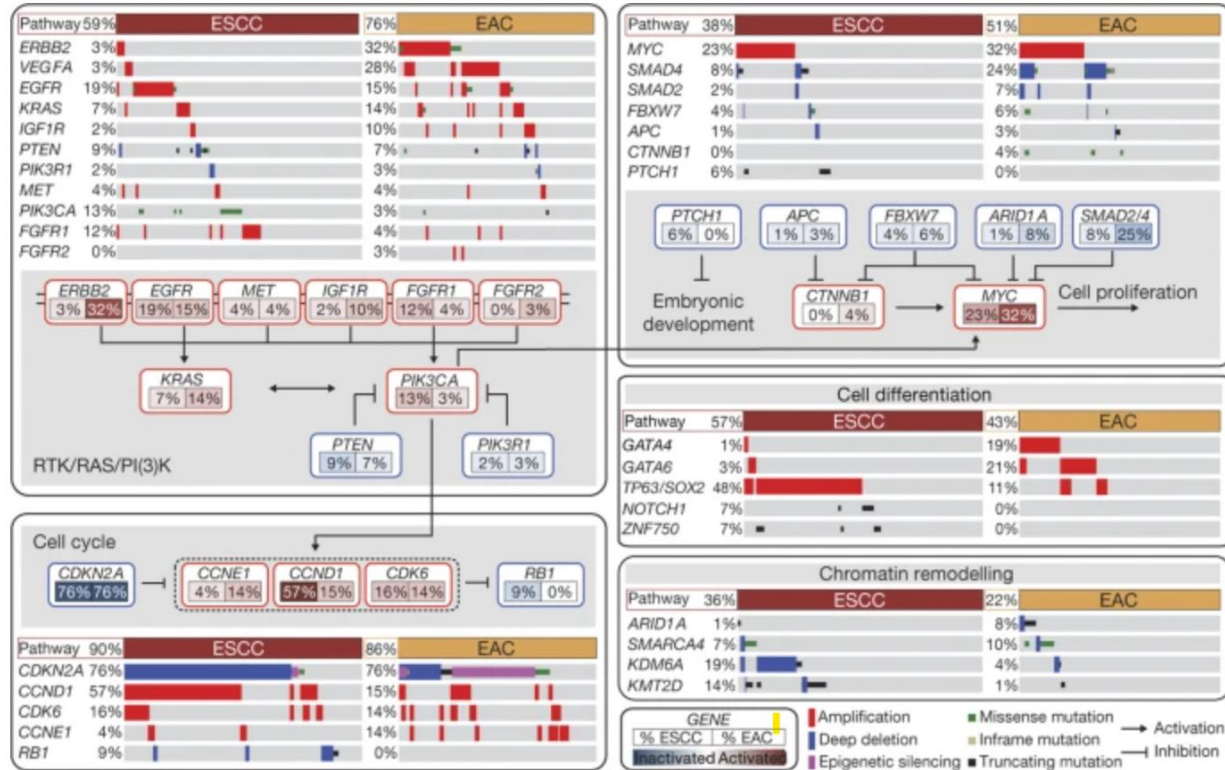 Pathway 59% ESCC 76% EAC
ERBB2 3% 32%
VEGFA 3% 28%
EGFR 19% 15%
KRAS 7% 14%
IGF1R 2% 10%
PTEN 9% 7%
PIK3R1 2% 3%
MET 4% 4%
PIK3CA 13% 3%
FGFR1 12% 4%
FGFR2 0% 3%
ERBB2 EGFR MET IGF1R FGFR1 FGFR2
3% 32% 19% 15% 4% 4% 2% 10% 12% 4% 0% 3%
KRAS PIK3CA
7% 14% 13% 3%
PTEN PIK3R1
9% 7% 2% 3%
RTK/RAS/PI(3)K
Cell cycle
CDKN2A CCNE1 CCND1 CDK6 RB1
76% 76% 4% 14% 57% 15% 16% 14% 9% 0%
Pathway 90% ESCC 86% EAC
CDKN2A 76% 76%
CCND1 57% 15%
CDK6 16% 14%
CCNE1 4% 14%
RB1 9% 0%
Pathway 38% ESCC 51% EAC
MYC 23% 32%
SMAD4 8% 24%
SMAD2 2% 7%
FBXW7 4% 6%
APC 1% 3%
CTNNB1 0% 4%
PTCH1 6% 0%
PTCH1 APC FBXW7 ARID1A SMAD2/4
6% 0% 1% 3% 4% 6% 1% 8% 8% 25%
Embryonic
development
CTNNB1 MYC Cell proliferation
0% 4% 23% 32%
Cell differentiation
Pathway 57% ESCC 43% EAC
GATA4 1% 19%
GATA6 3% 21%
TP63/SOX2 48% 11%
NOTCH1 7% 0%
ZNF750 7% 0%
Chromatin remodelling
Pathway 36% ESCC 22% EAC
ARID1A 1% 8%
SMARCA4 7% 10%
KDM6A 19% 4%
KMT2D 14% 1%
GENE
% ESCC % EAC
Inactivated Activated
Amplification
Deep deletion
Epigenetic silencing
Missense mutation
Inframe mutation
Truncating mutation
Activation
Inhibition